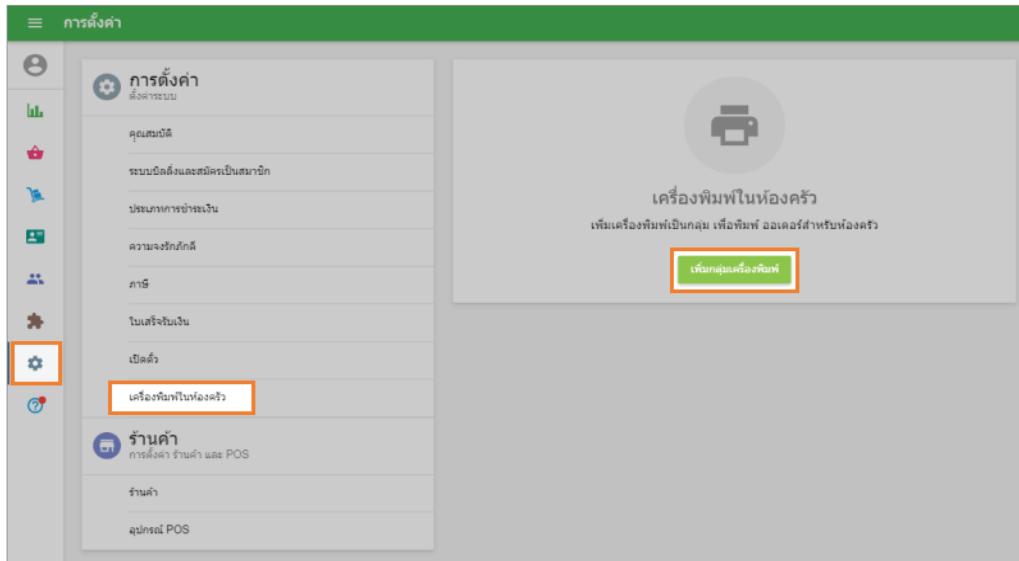 การตั้งค่า
การตั้งค่า
ตั้งค่าระบบ
คุณสมบัติ
ระบบบิลลิ่งและสมัครเป็นสมาชิก
ประเภทการชำระเงิน
ความจงรักภักดี
ภาษี
ใบเสร็จรับเงิน
เปิดตั๋ว
เครื่องพิมพ์ในห้องครัว
ร้านค้า
การตั้งค่า ร้านค้า และ POS
ร้านค้า
อุปกรณ์ POS
เครื่องพิมพ์ในห้องครัว
เพิ่มเครื่องพิมพ์เป็นกลุ่ม เพื่อพิมพ์ ออเดอร์สำหรับห้องครัว
เพิ่มกลุ่มเครื่องพิมพ์